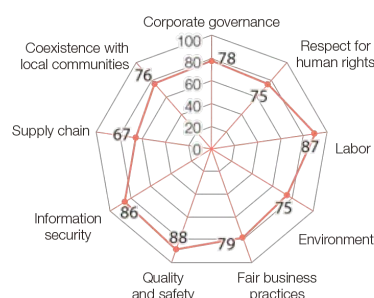 Corporate governance
100
80
60
40
20
0
78
Respect for
human rights
75
Labor
87
Environment
75
Fair business
practices
79
Quality
and safety
88
Information
security
86
Supply chain
67
Coexistence with
local communities
76